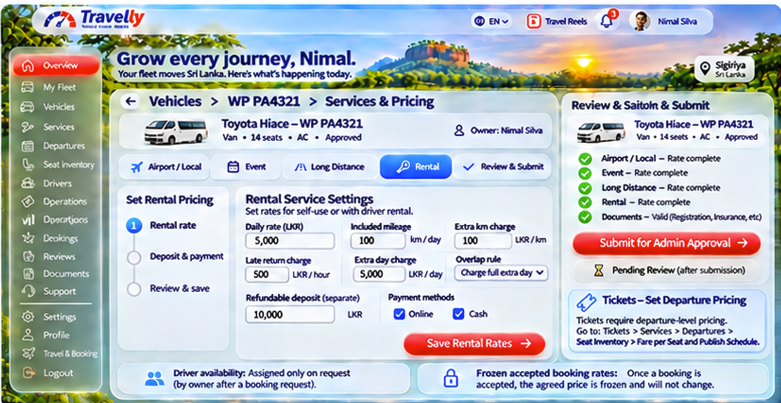 Travelly
EN
Travel Reels
3
Nimal Silva
Grow every journey, Nimal.
Your fleet moves Sri Lanka. Here's what's happening today.
Sigiriya
Sri Lanka
Overview
My Fleet
Vehicles
Services
Departures
Seat Inventory
Drivers
Operations
Reviews
Documents
Support
Settings
Profile
Travel & Booking
Logout
Vehicles > WP PA4321 > Services & Pricing
Toyota Hiace – WP PA4321
Van • 14 seats • AC • Approved
Owner: Nimal Silva
Airport / Local
Event
Long Distance
Rental
Review & Submit
Set Rental Pricing
1 Rental rate
Deposit & payment
Review & save
Rental Service Settings
Set rates for self-use or with driver rental.
Daily rate (LKR)
5,000
Included mileage
100 km / day
Extra km charge
100 LKR / km
Late return charge
500 LKR / hour
Extra day charge
5,000 LKR / day
Overlap rule
Charge full extra day
Refundable deposit (separate)
10,000 LKR
Payment methods
Online
Cash
Save Rental Rates →
Driver availability: Assigned only on request
(by owner after a booking request).
Frozen accepted booking rates: Once a booking is
accepted, the agreed price is frozen and will not change.
Review & Saitoln & Submit
Toyota Hiace – WP PA4321
Van • 14 seats • AC • Approved
Airport / Local – Rate complete
Event – Rate complete
Long Distance – Rate complete
Rental – Rate complete
Documents – Valid (Registration, Insurance, etc)
Submit for Admin Approval →
Pending Review (after submission)
Tickets – Set Departure Pricing
Tickets require departure-level pricing.
Go to: Tickets > Services > Departures >
Seat Inventory > Fare per Seat and Publish Schedule.